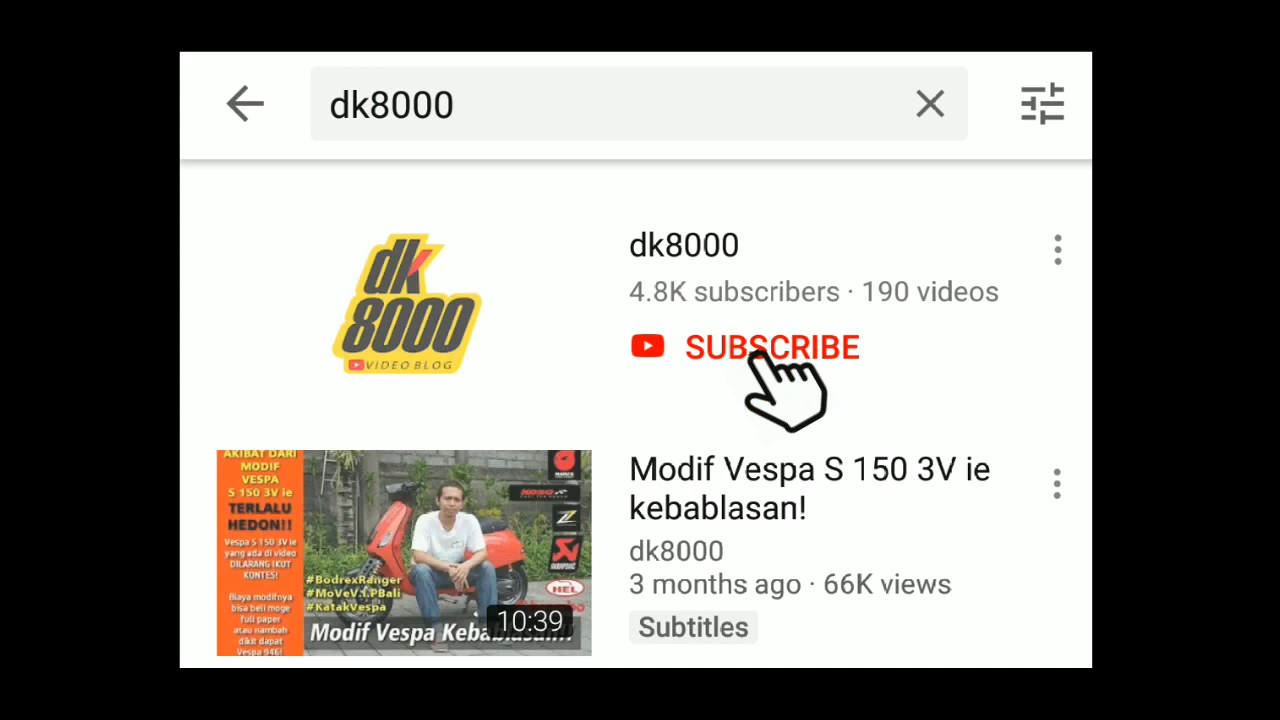 dk8000
dk
8000
VIDEO BLOG
dk8000
4.8K subscribers · 190 videos
SUBSCRIBE
AKIBAT DARI
MODIF
VESPA
S 150 3V ie
TERLALU
HEDON!!
Vespa S 150 3V ie
yang ada di video
DILARANG IKUT
KONTES!
Biaya modifnya
bisa beli moge
full paper
atau nambah
dikit dapat
Vespa 946!
#BodrexRanger
#MoVeV.I.PBali
#KatakVespa
Modif Vespa Kebablasan!!!
10:39
HEL
Modif Vespa S 150 3V ie
kebablasan!
dk8000
3 months ago · 66K views
Subtitles